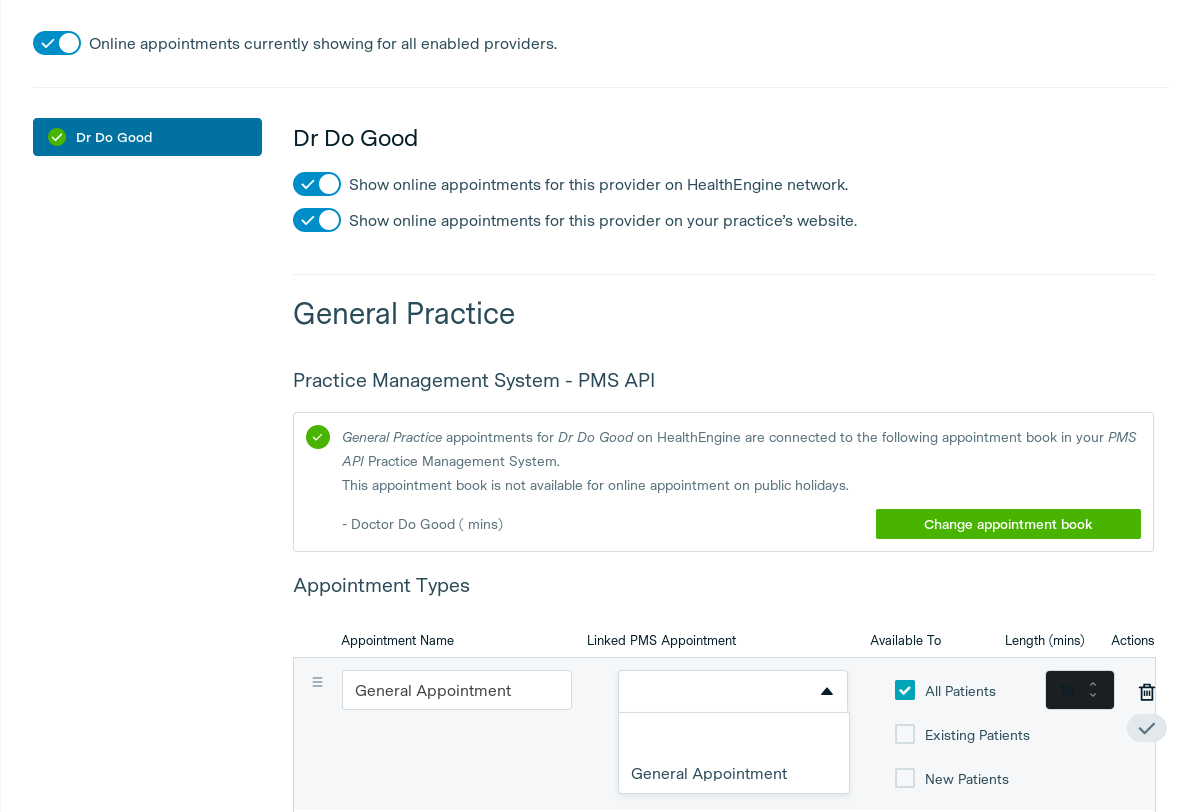 Online appointments currently showing for all enabled providers.
Dr Do Good
Dr Do Good
Show online appointments for this provider on HealthEngine network.
Show online appointments for this provider on your practice's website.
General Practice
Practice Management System - PMS API
General Practice appointments for Dr Do Good on HealthEngine are connected to the following appointment book in your PMS
API Practice Management System.
This appointment book is not available for online appointment on public holidays.
- Doctor Do Good ( mins)
Change appointment book
Appointment Types
Appointment Name Linked PMS Appointment Available To Length (mins) Actions
General Appointment All Patients 15
Existing Patients
General Appointment
New Patients